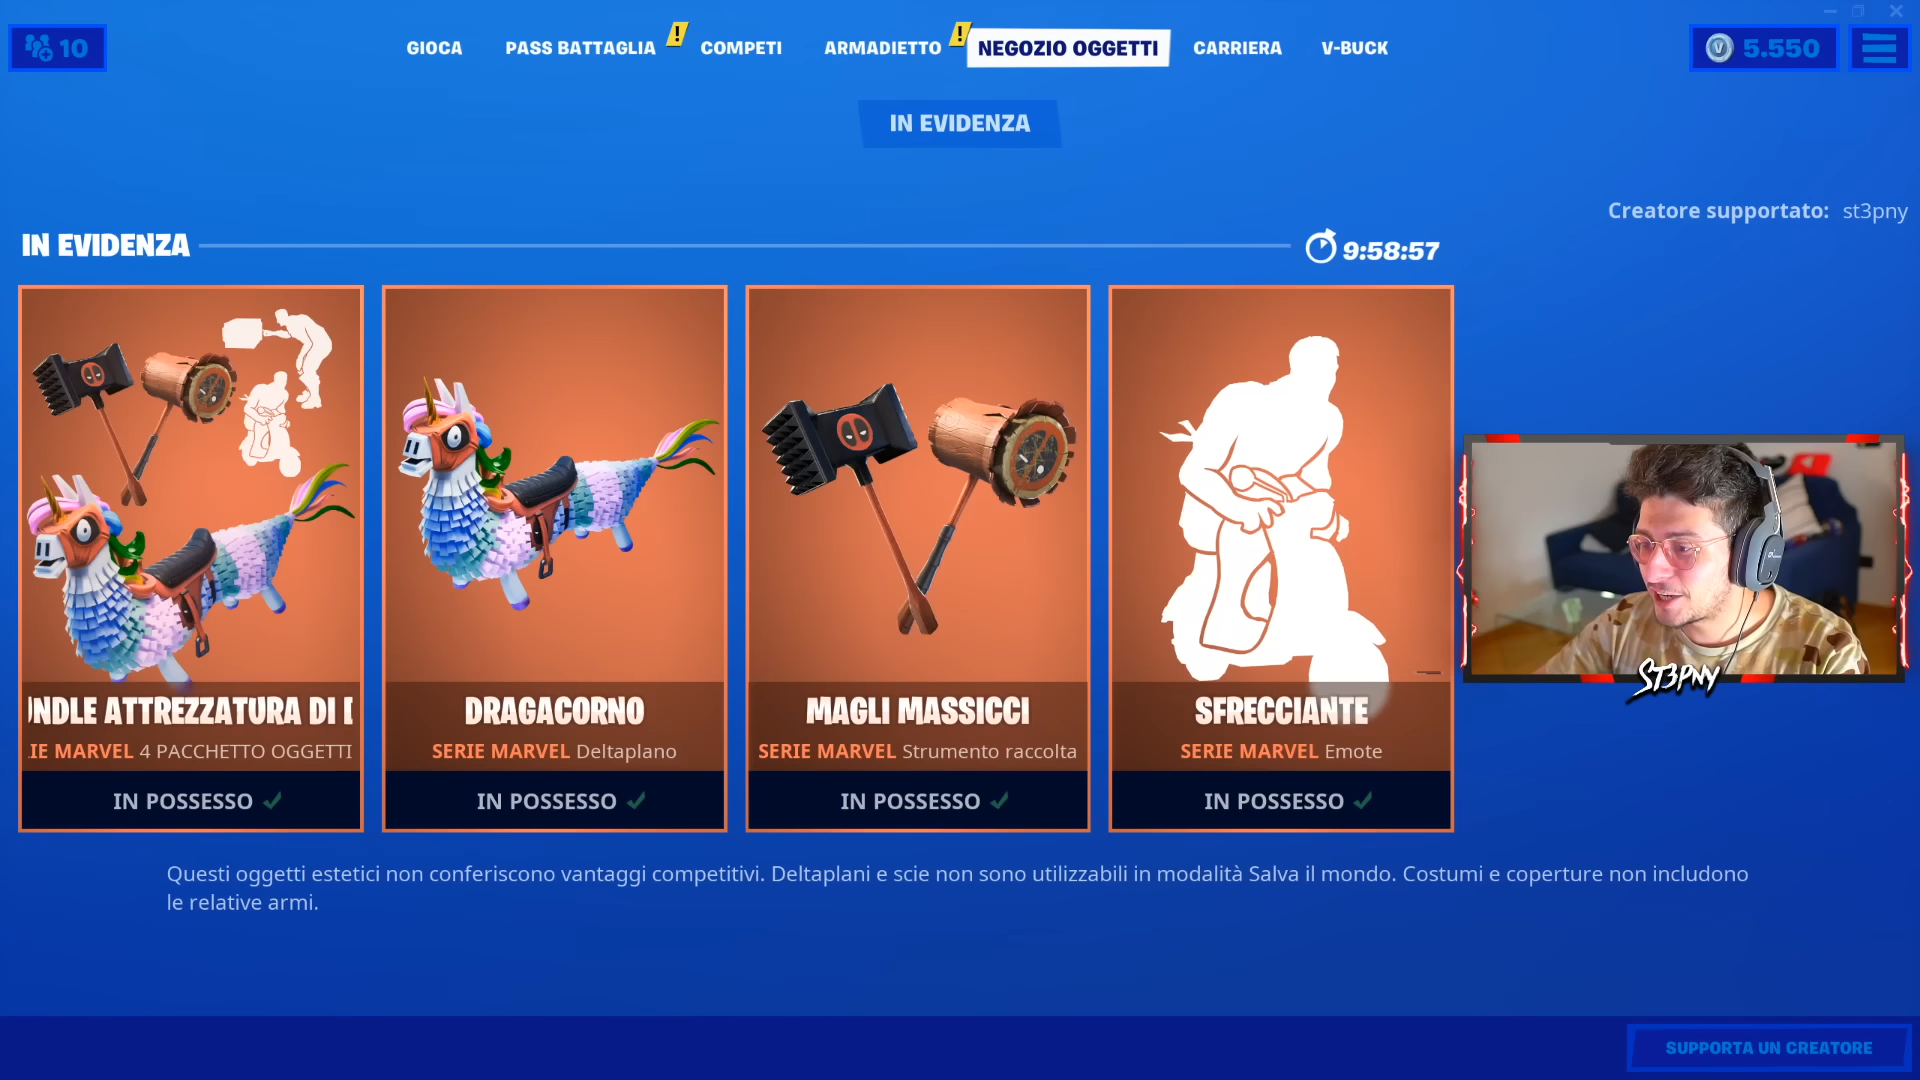 10
GIOCA
PASS BATTAGLIA
!
COMPETI
ARMADIETTO
!
NEGOZIO OGGETTI
CARRIERA
V-BUCK
V 5.550
IN EVIDENZA
Creatore supportato: st3pny
IN EVIDENZA
9:58:57
NDLE ATTREZZATURA DI
IE MARVEL 4 PACCHETTO OGGETTI
IN POSSESSO
DRAGACORNO
SERIE MARVEL Deltaplano
IN POSSESSO
MAGLI MASSICCI
SERIE MARVEL Strumento raccolta
IN POSSESSO
SFRECCIANTE
SERIE MARVEL Emote
IN POSSESSO
ST3PNY
Questi oggetti estetici non conferiscono vantaggi competitivi. Deltaplani e scie non sono utilizzabili in modalità Salva il mondo. Costumi e coperture non includono
le relative armi.
SUPPORTA UN CREATORE